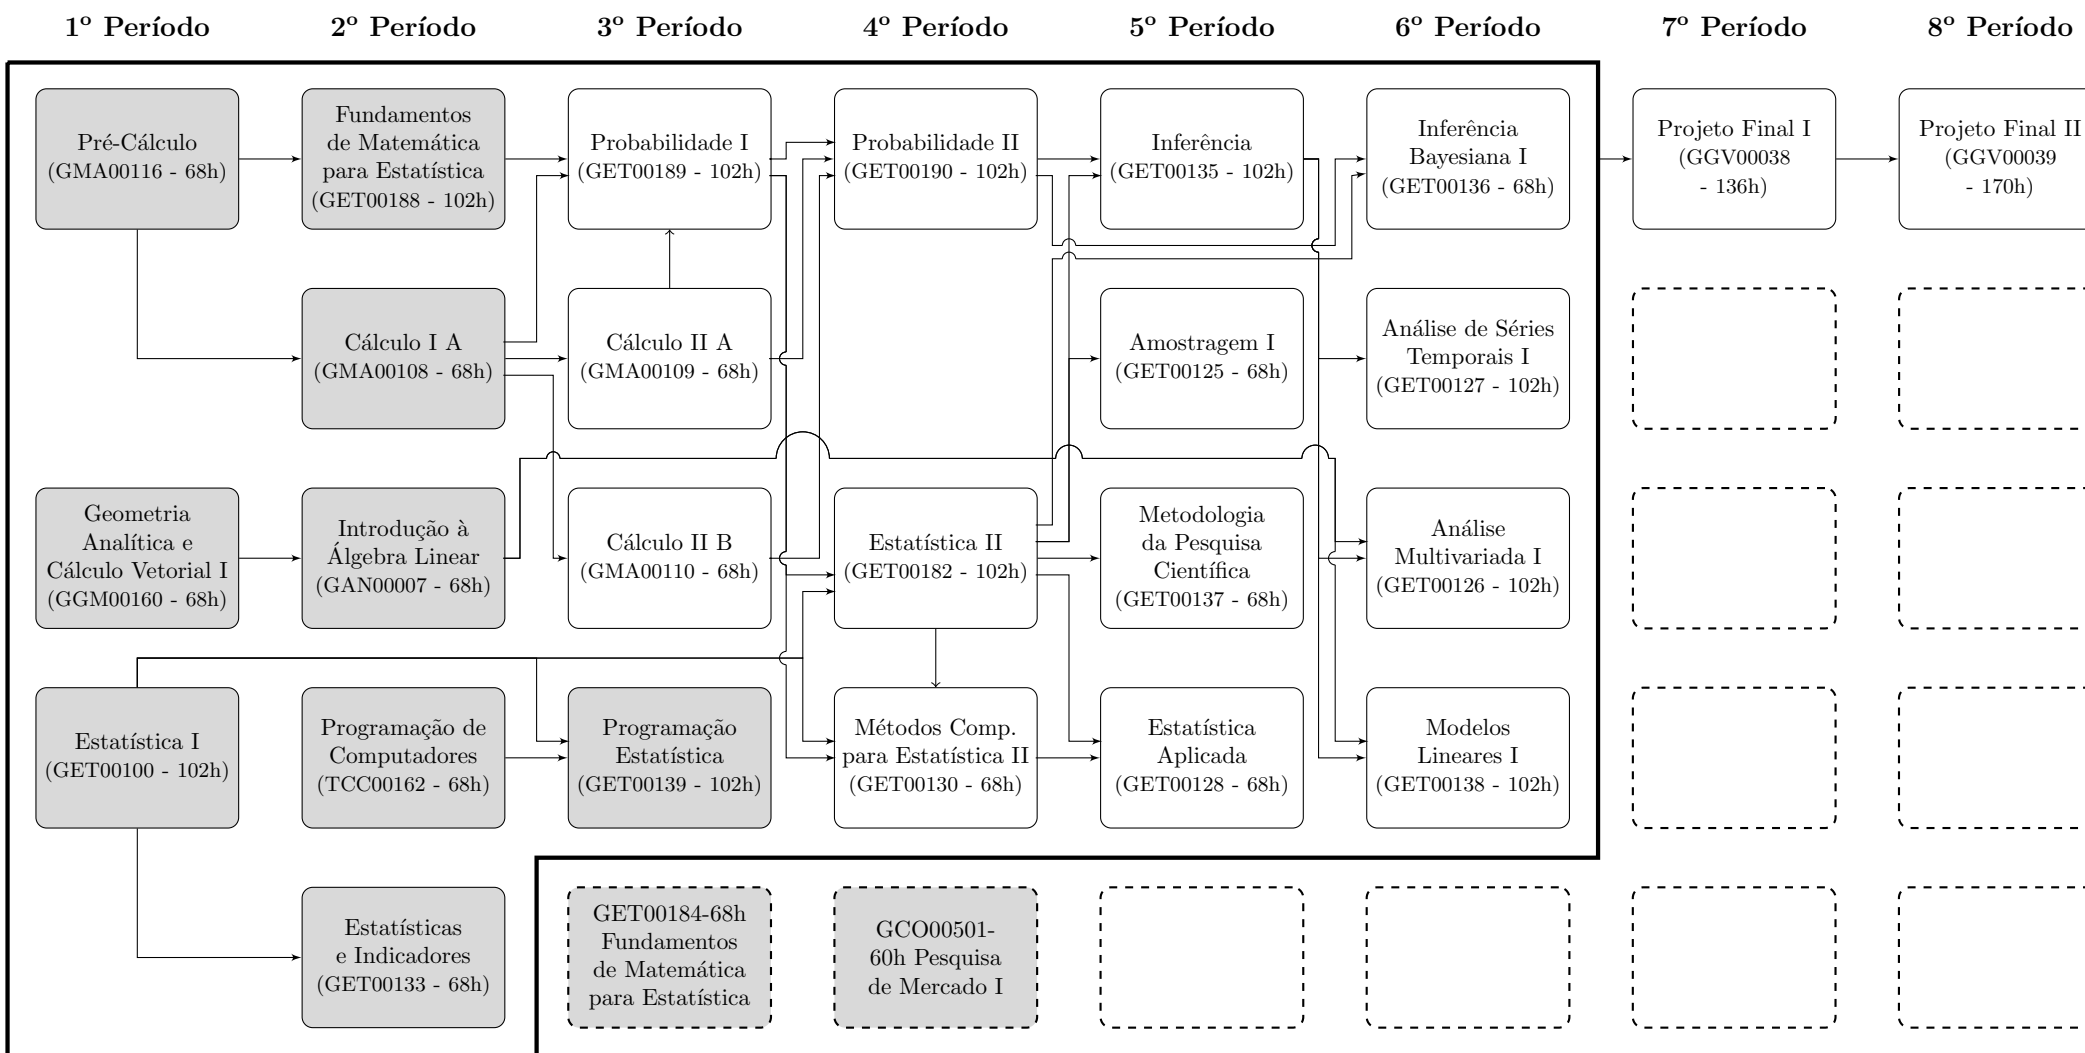 1º Período 2º Período 3º Período 4º Período 5º Período 6º Período 7º Período 8º Período
Pré-Cálculo
(GMA00116 - 68h)
Fundamentos
de Matemática
para Estatística
(GET00188 - 102h)
Probabilidade I
(GET00189 - 102h)
Probabilidade II
(GET00190 - 102h)
Inferência
(GET00135 - 102h)
Inferência
Bayesiana I
(GET00136 - 68h)
Projeto Final I
(GGV00038
- 136h)
Projeto Final II
(GGV00039
- 170h)
Cálculo I A
(GMA00108 - 68h)
Cálculo II A
(GMA00109 - 68h)
Amostragem I
(GET00125 - 68h)
Análise de Séries
Temporais I
(GET00127 - 102h)
Geometria
Analítica e
Cálculo Vetorial I
(GGM00160 - 68h)
Introdução à
Álgebra Linear
(GAN00007 - 68h)
Cálculo II B
(GMA00110 - 68h)
Estatística II
(GET00182 - 102h)
Metodologia
da Pesquisa
Científica
(GET00137 - 68h)
Análise
Multivariada I
(GET00126 - 102h)
Estatística I
(GET00100 - 102h)
Programação de
Computadores
(TCC00162 - 68h)
Programação
Estatística
(GET00139 - 102h)
Métodos Comp.
para Estatística II
(GET00130 - 68h)
Estatística
Aplicada
(GET00128 - 68h)
Modelos
Lineares I
(GET00138 - 102h)
Estatísticas
e Indicadores
(GET00133 - 68h)
GET00184-68h
Fundamentos
de Matemática
para Estatística
GCO00501-
60h Pesquisa
de Mercado I